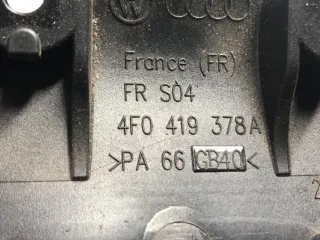 France (FR)
FR S04
4F0 419 378A
>PA 66 GB40<